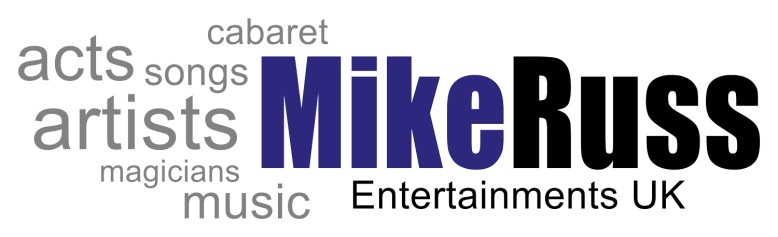 cabaret
acts
songs
artists
magicians
music
MikeRuss
Entertainments UK